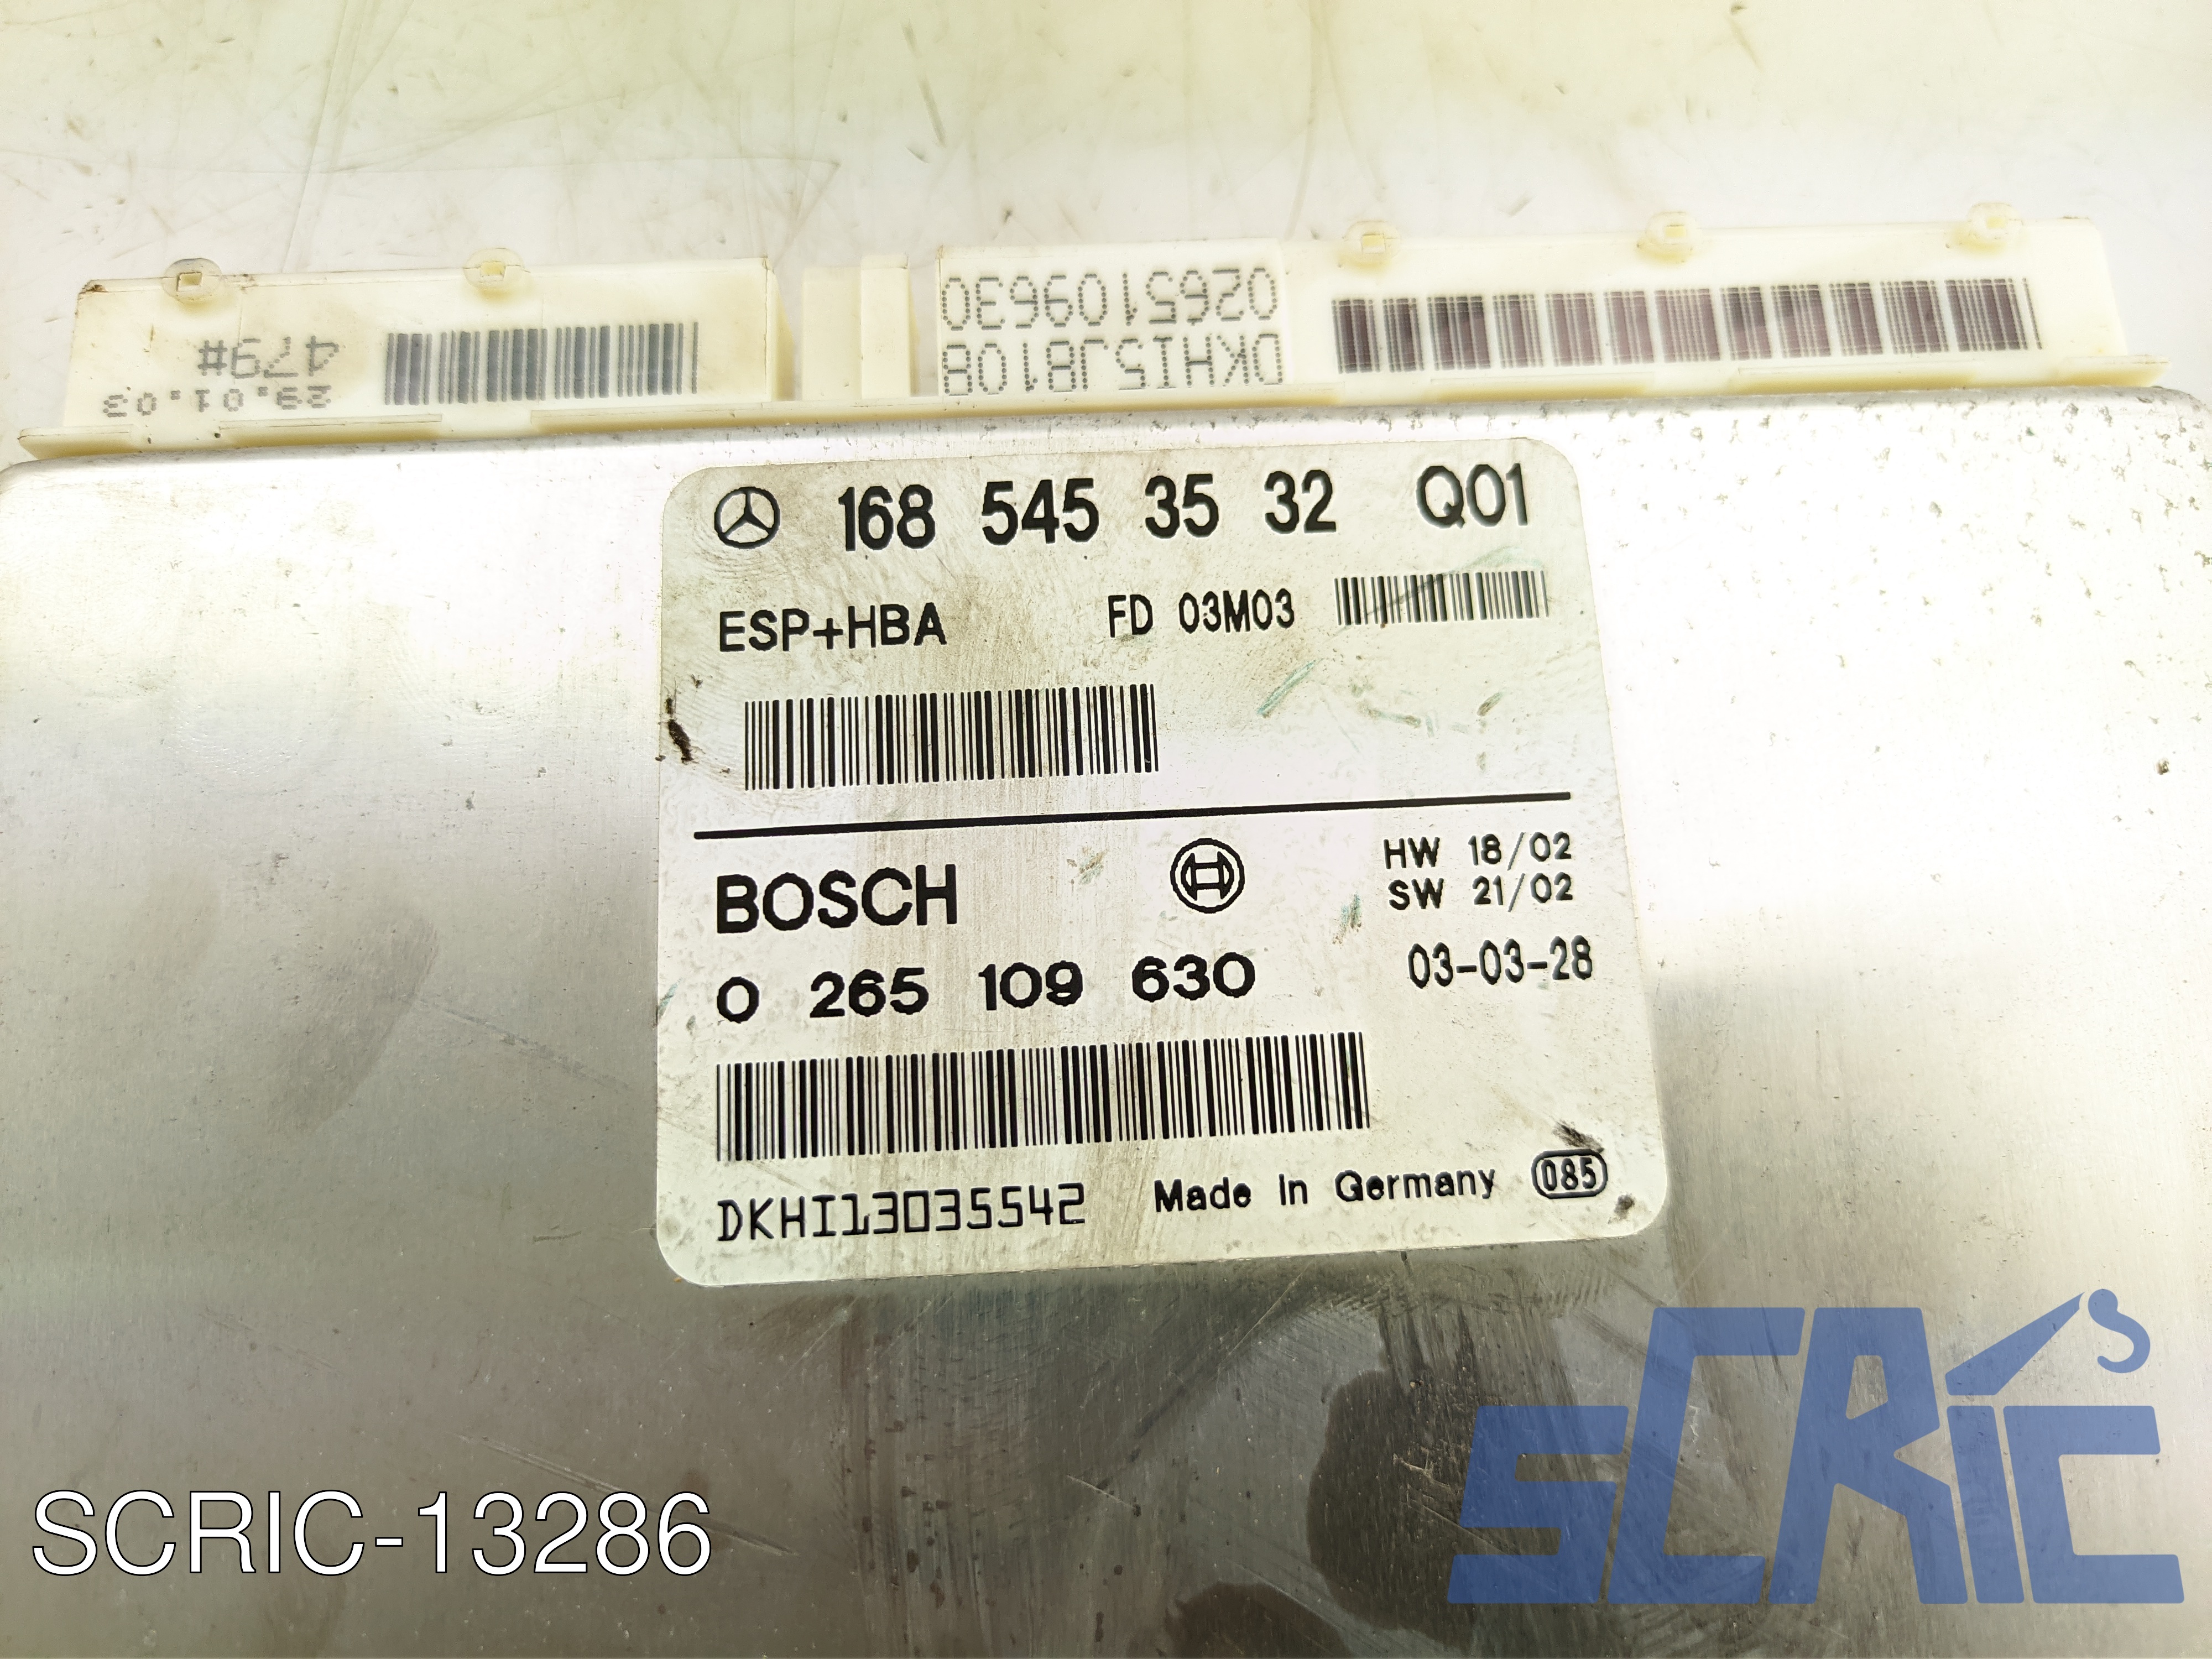 479#
29.01.03
0265109630
DKHI5J8108
168 545 35 32 Q01
ESP+HBA FD 03M03
BOSCH
HW 18/02
SW 21/02
0 265 109 630
03-03-28
DKHI13035542
Made in Germany 085
SCRIC-13286
SCRiC's